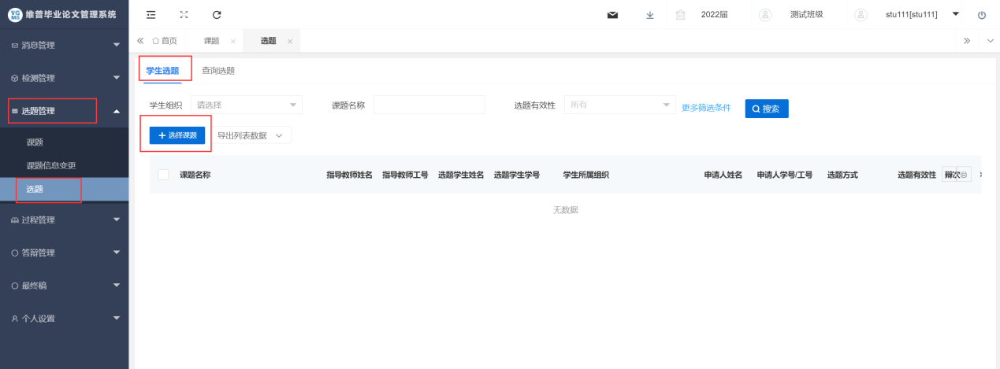 VG
MS
维普毕业论文管理系统
2022届
测试班级
stu111[stu111]
首页
课题
选题
消息管理
检测管理
选题管理
课题
课题信息变更
选题
过程管理
答辩管理
最终稿
个人设置
学生选题
查询选题
学生组织
请选择
课题名称
选题有效性
所有
更多筛选条件
搜索
选择课题
导出列表数据
课题名称
指导教师姓名
指导教师工号
选题学生姓名
选题学生学号
学生所属组织
申请人姓名
申请人学号/工号
选题方式
选题有效性
辩次
无数据